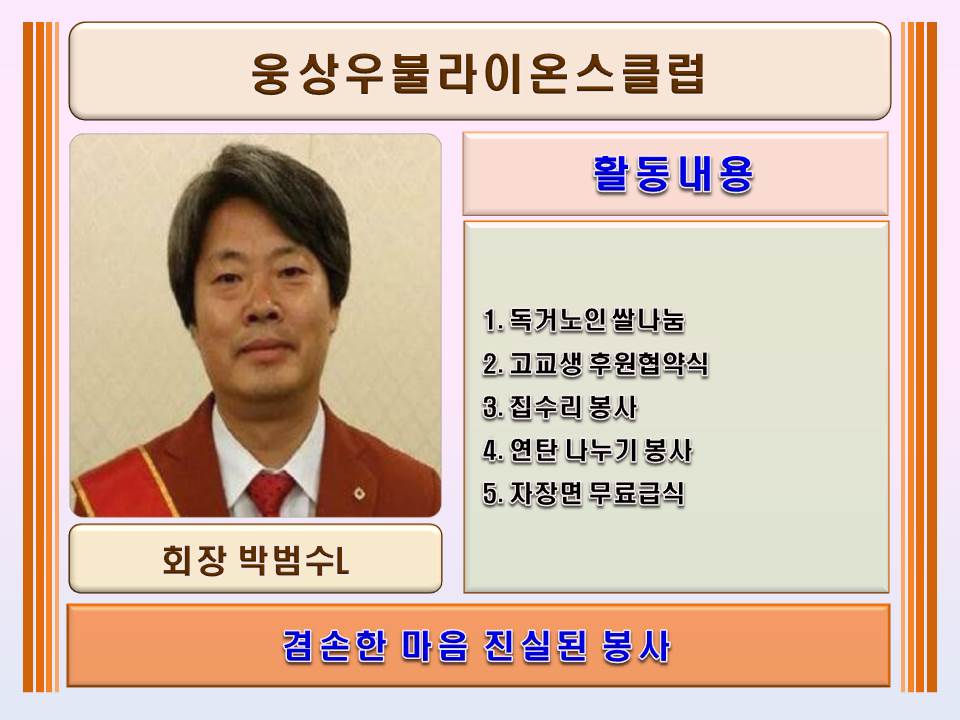 웅상우불라이온스클럽
활동내용
1. 독거노인 쌀나눔
2. 고교생 후원협약식
3. 집수리 봉사
4. 연탄 나누기 봉사
5. 자장면 무료급식
회장 박범수L
겸손한 마음 진실된 봉사